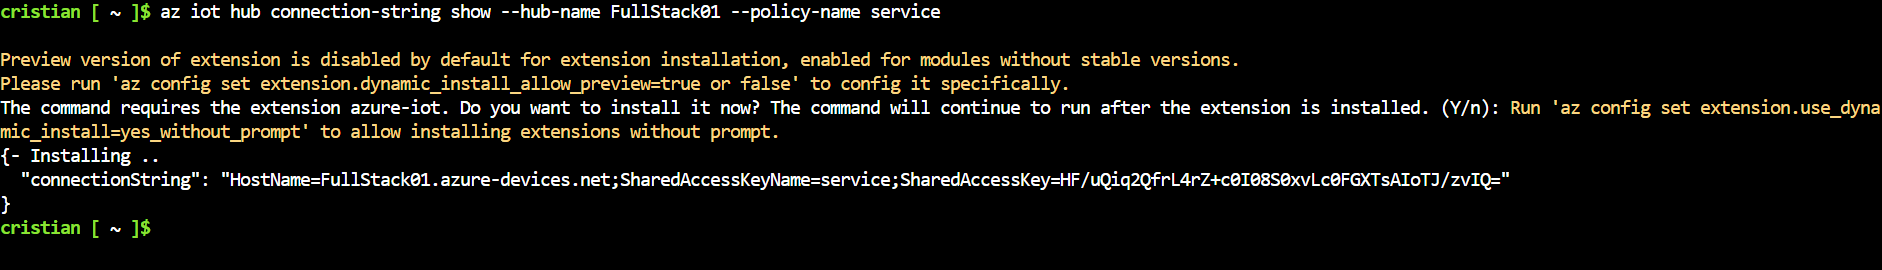 cristian [ ~ ]$ az iot hub connection-string show --hub-name FullStack01 --policy-name service
Preview version of extension is disabled by default for extension installation, enabled for modules without stable versions.
Please run 'az config set extension.dynamic_install_allow_preview=true or false' to config it specifically.
The command requires the extension azure-iot. Do you want to install it now? The command will continue to run after the extension is installed. (Y/n): Run 'az config set extension.use_dyna
mic_install=yes_without_prompt' to allow installing extensions without prompt.
{- Installing ..
  "connectionString": "HostName=FullStack01.azure-devices.net;SharedAccessKeyName=service;SharedAccessKey=HF/uQiq2QfrL4rZ+c0I08S0xvLc0FGXTsAIoTJ/zvIQ="
}
cristian [ ~ ]$